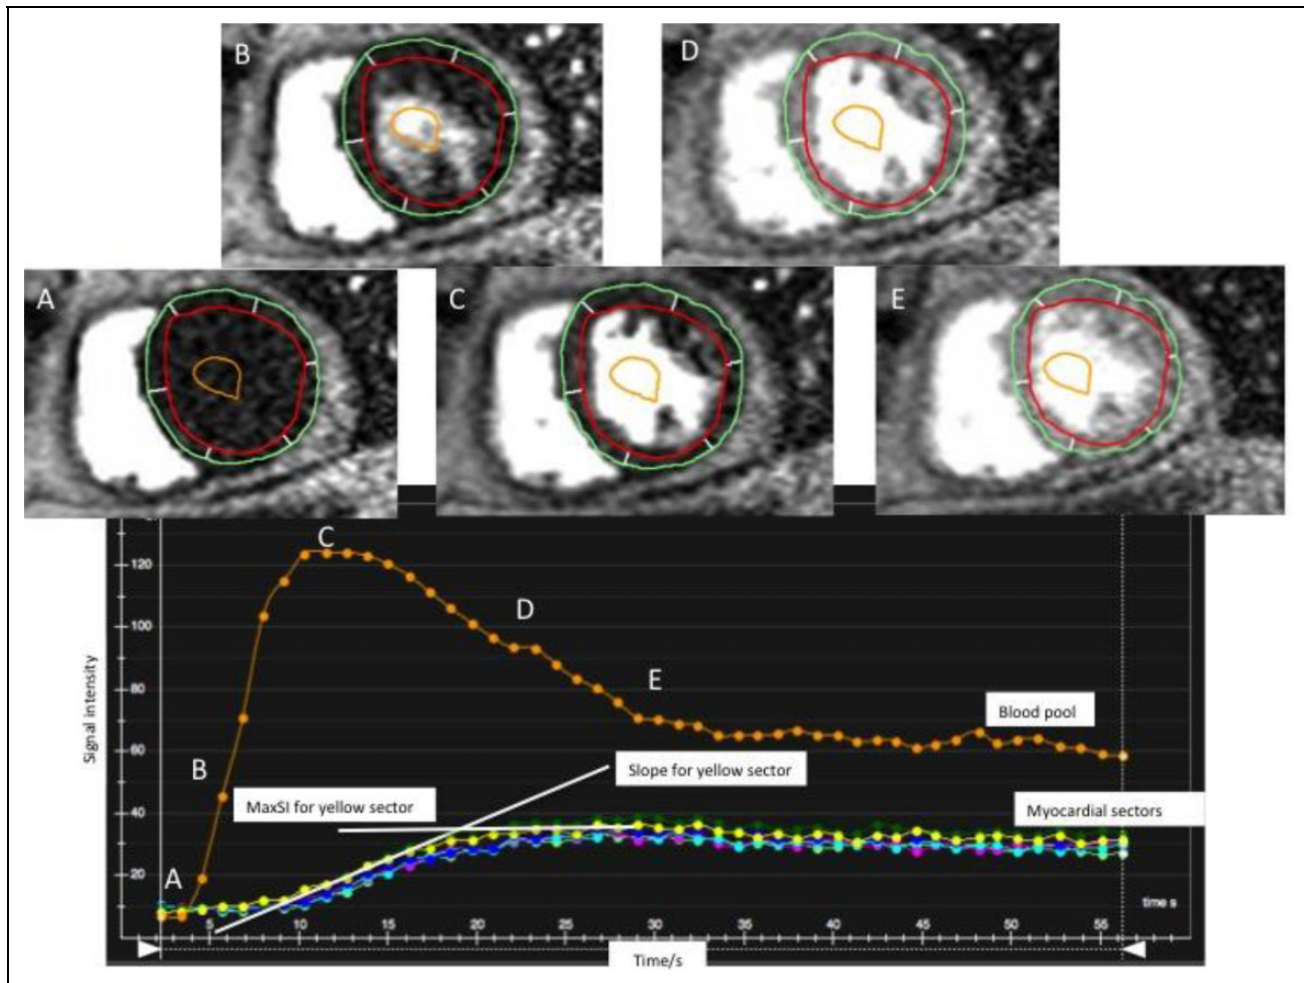 B
D
A
C
E
C
120
D
100
E
80
Blood pool
Signal intensity
60
B
Slope for yellow sector
MaxSI for yellow sector
40
Myocardial sectors
A
20
time s
5 10 15 20 25 30 35 40 45 50 55
Time/s